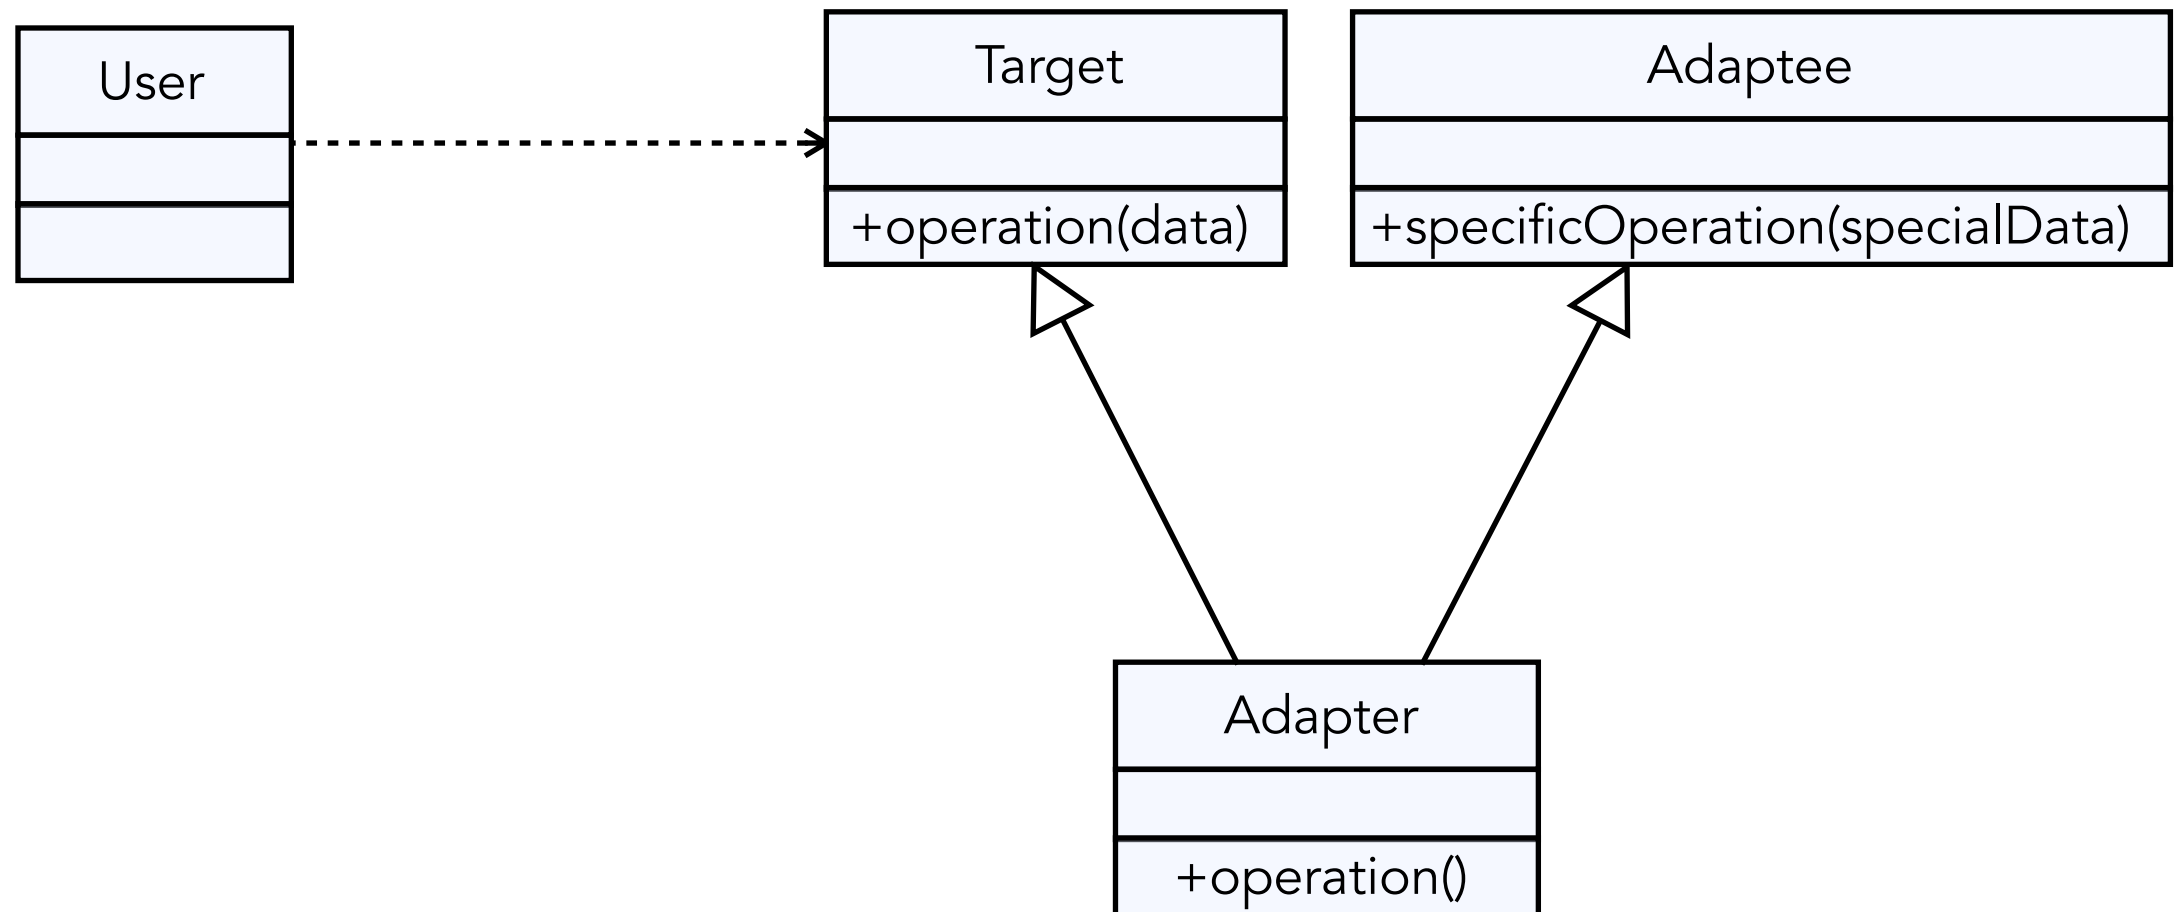 User
Target
+operation(data)
Adaptee
+specificOperation(specialData)
Adapter
+operation()